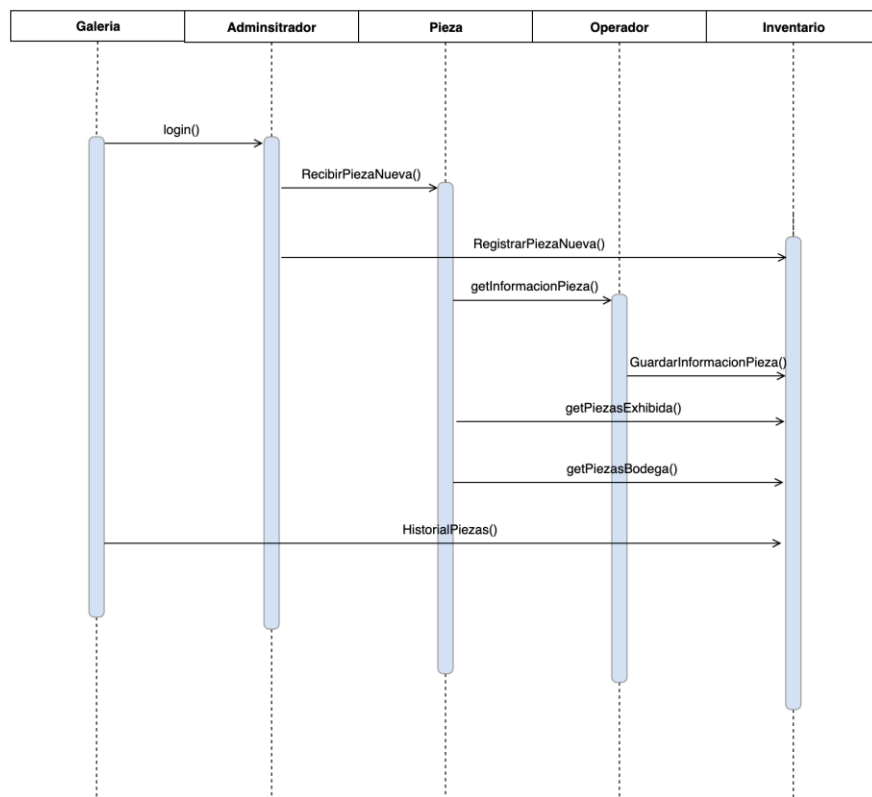 Galeria
Adminsitrador
Pieza
Operador
Inventario
login()
RecibirPiezaNueva()
RegistrarPiezaNueva()
getInformacionPieza()
GuardarInformacionPieza()
getPiezasExhibida()
getPiezasBodega()
HistorialPiezas()